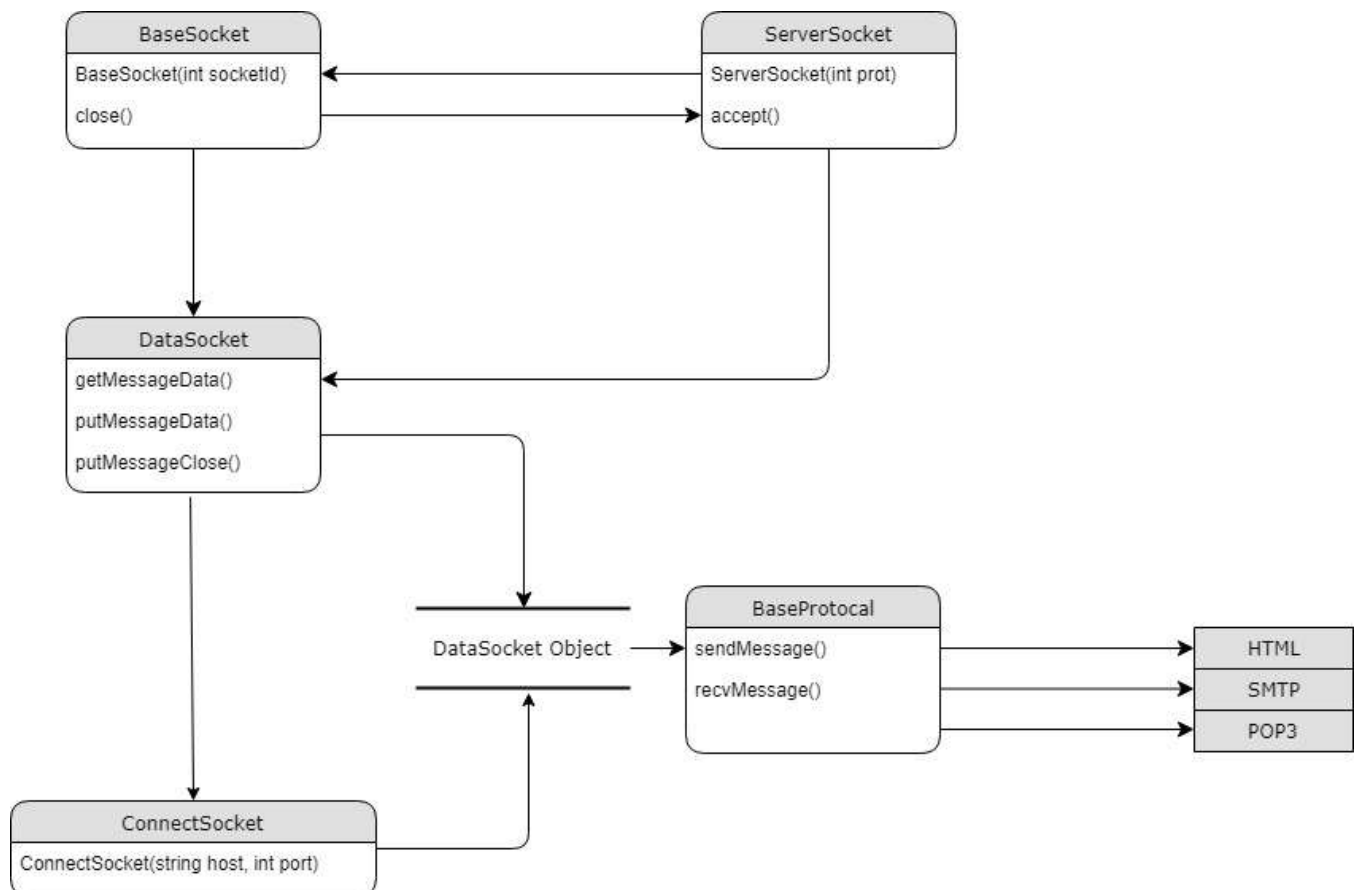 BaseSocket
BaseSocket(int socketId)
close()
ServerSocket
ServerSocket(int prot)
accept()
DataSocket
getMessageData()
putMessageData()
putMessageClose()
DataSocket Object
BaseProtocal
sendMessage()
recvMessage()
HTML
SMTP
POP3
ConnectSocket
ConnectSocket(string host, int port)